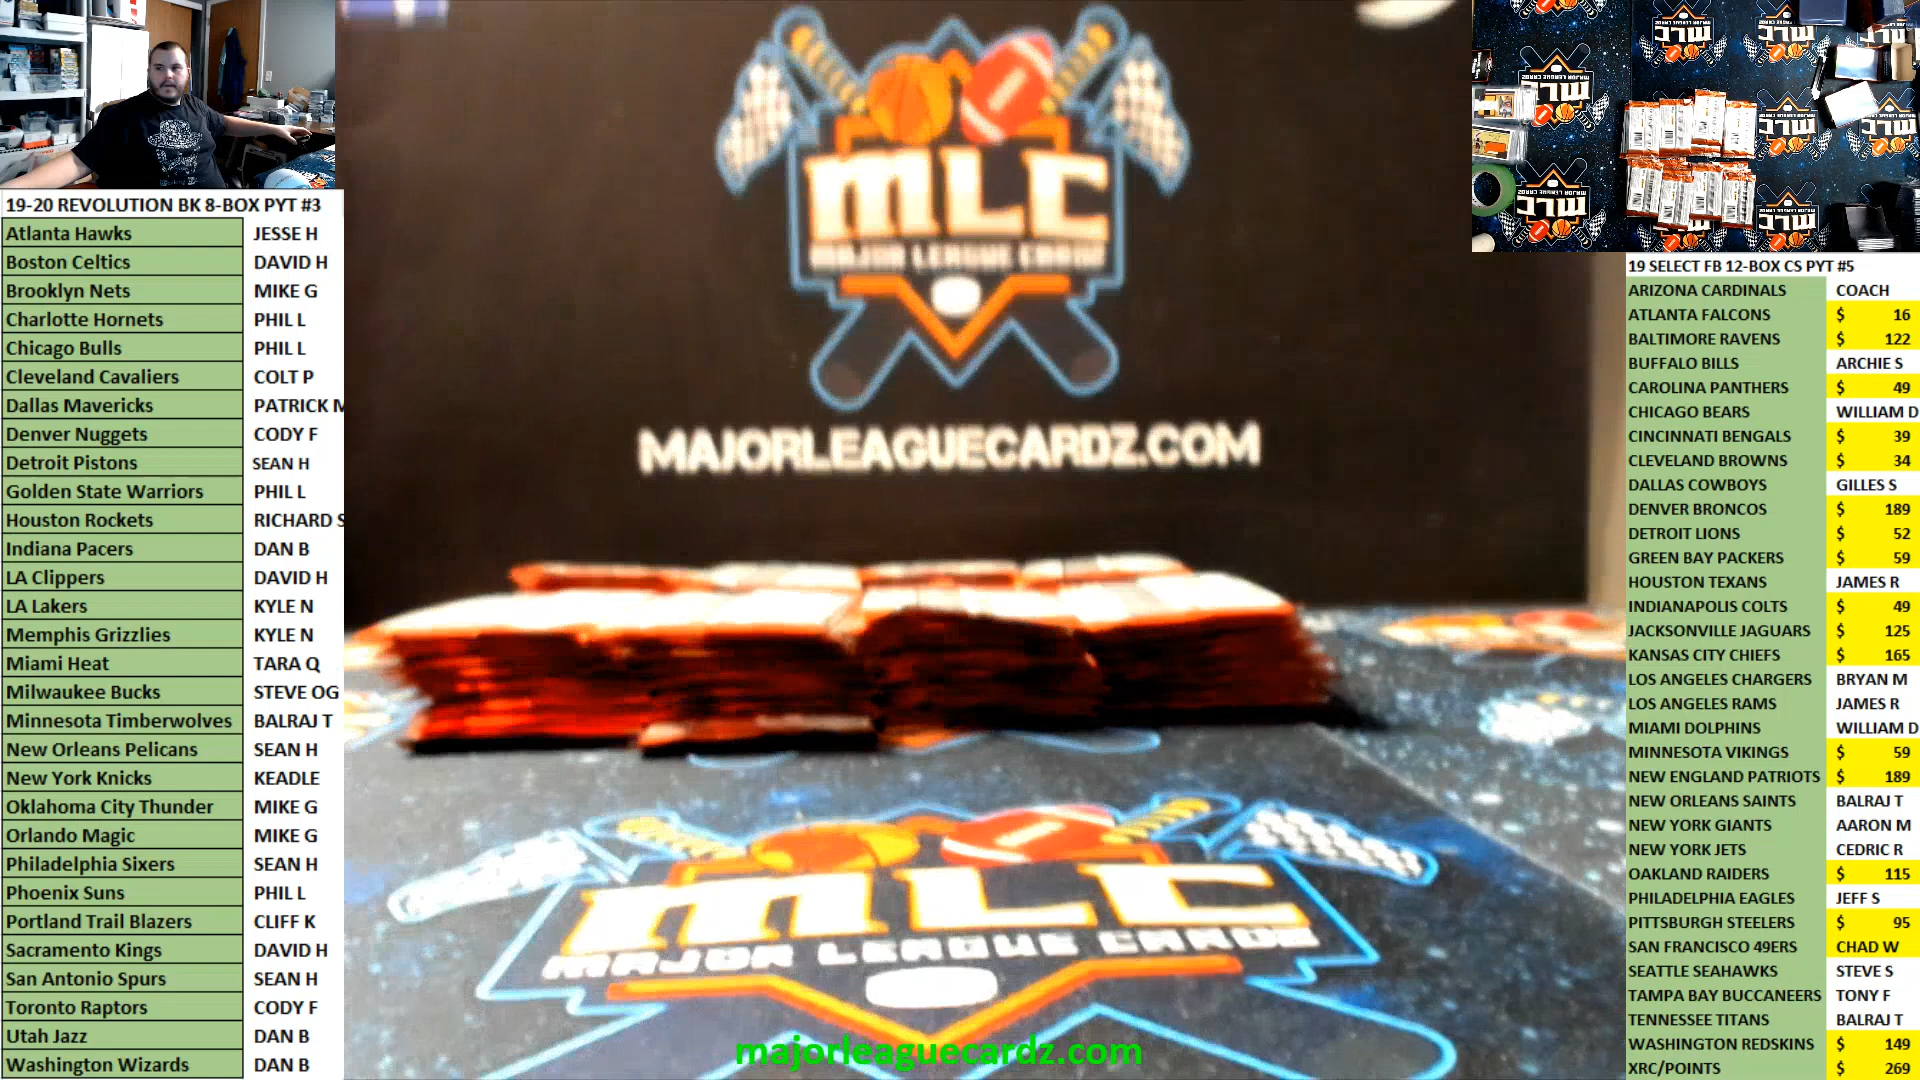 19-20 REVOLUTION BK 8-BOX PYT #3
Atlanta Hawks JESSE H
Boston Celtics DAVID H
Brooklyn Nets MIKE G
Charlotte Hornets PHIL L
Chicago Bulls PHIL L
Cleveland Cavaliers COLT P
Dallas Mavericks PATRICK M
Denver Nuggets CODY F
Detroit Pistons SEAN H
Golden State Warriors PHIL L
Houston Rockets RICHARD S
Indiana Pacers DAN B
LA Clippers DAVID H
LA Lakers KYLE N
Memphis Grizzlies KYLE N
Miami Heat TARA Q
Milwaukee Bucks STEVE OG
Minnesota Timberwolves BALRAJ T
New Orleans Pelicans SEAN H
New York Knicks KEADLE
Oklahoma City Thunder MIKE G
Orlando Magic MIKE G
Philadelphia Sixers SEAN H
Phoenix Suns PHIL L
Portland Trail Blazers CLIFF K
Sacramento Kings DAVID H
San Antonio Spurs SEAN H
Toronto Raptors CODY F
Utah Jazz DAN B
Washington Wizards DAN B
MLC
MAJOR LEAGUE CARDZ
MAJORLEAGUECARDZ.COM
MLC
MAJOR LEAGUE CARDZ
majorleaguecardz.com
19 SELECT FB 12-BOX CS PYT #5
ARIZONA CARDINALS COACH
ATLANTA FALCONS $ 16
BALTIMORE RAVENS $ 122
BUFFALO BILLS ARCHIE S
CAROLINA PANTHERS $ 49
CHICAGO BEARS WILLIAM D
CINCINNATI BENGALS $ 39
CLEVELAND BROWNS $ 34
DALLAS COWBOYS GILLES S
DENVER BRONCOS $ 189
DETROIT LIONS $ 52
GREEN BAY PACKERS $ 59
HOUSTON TEXANS JAMES R
INDIANAPOLIS COLTS $ 49
JACKSONVILLE JAGUARS $ 125
KANSAS CITY CHIEFS $ 165
LOS ANGELES CHARGERS BRYAN M
LOS ANGELES RAMS JAMES R
MIAMI DOLPHINS WILLIAM D
MINNESOTA VIKINGS $ 59
NEW ENGLAND PATRIOTS $ 189
NEW ORLEANS SAINTS BALRAJ T
NEW YORK GIANTS AARON M
NEW YORK JETS CEDRIC R
OAKLAND RAIDERS $ 115
PHILADELPHIA EAGLES JEFF S
PITTSBURGH STEELERS $ 95
SAN FRANCISCO 49ERS CHAD W
SEATTLE SEAHAWKS STEVE S
TAMPA BAY BUCCANEERS TONY F
TENNESSEE TITANS BALRAJ T
WASHINGTON REDSKINS $ 149
XRC/POINTS $ 269